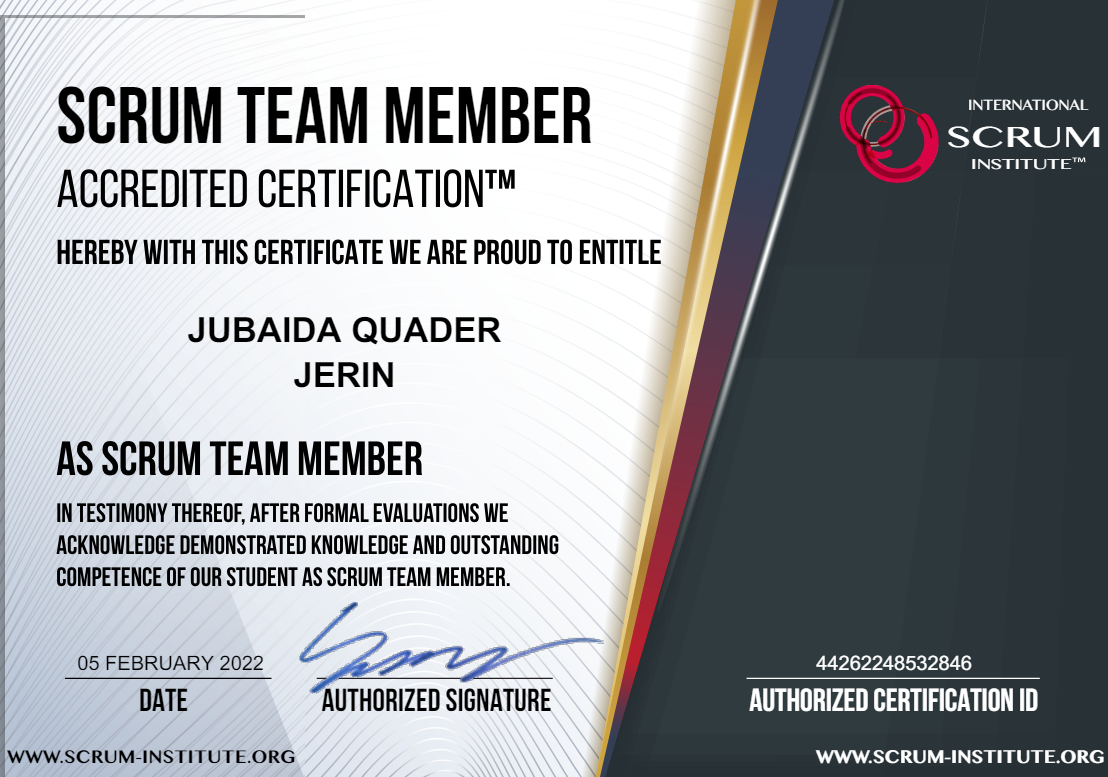 SCRUM TEAM MEMBER
ACCREDITED CERTIFICATION™
HEREBY WITH THIS CERTIFICATE WE ARE PROUD TO ENTITLE
JUBAIDA QUADER
JERIN
AS SCRUM TEAM MEMBER
IN TESTIMONY THEREOF, AFTER FORMAL EVALUATIONS WE
ACKNOWLEDGE DEMONSTRATED KNOWLEDGE AND OUTSTANDING
COMPETENCE OF OUR STUDENT AS SCRUM TEAM MEMBER.
05 FEBRUARY 2022
DATE
AUTHORIZED SIGNATURE
WWW.SCRUM-INSTITUTE.ORG
INTERNATIONAL
SCRUM
INSTITUTE™
44262248532846
AUTHORIZED CERTIFICATION ID
WWW.SCRUM-INSTITUTE.ORG